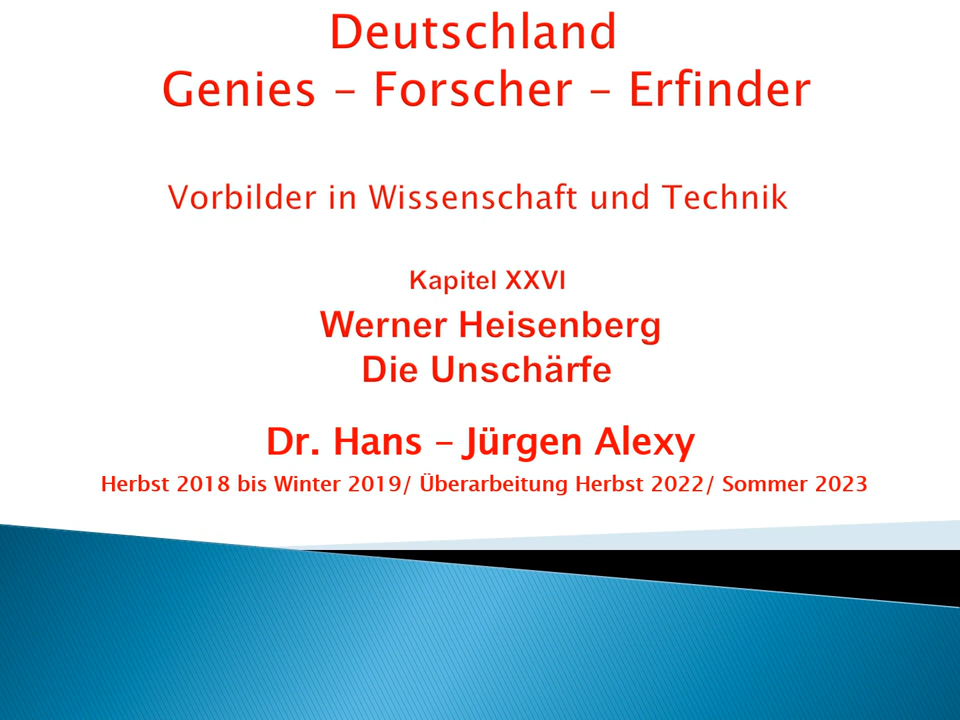 Deutschland
Genies – Forscher – Erfinder
Vorbilder in Wissenschaft und Technik
Kapitel XXVI
Werner Heisenberg
Die Unschärfe
Dr. Hans – Jürgen Alexy
Herbst 2018 bis Winter 2019/ Überarbeitung Herbst 2022/ Sommer 2023